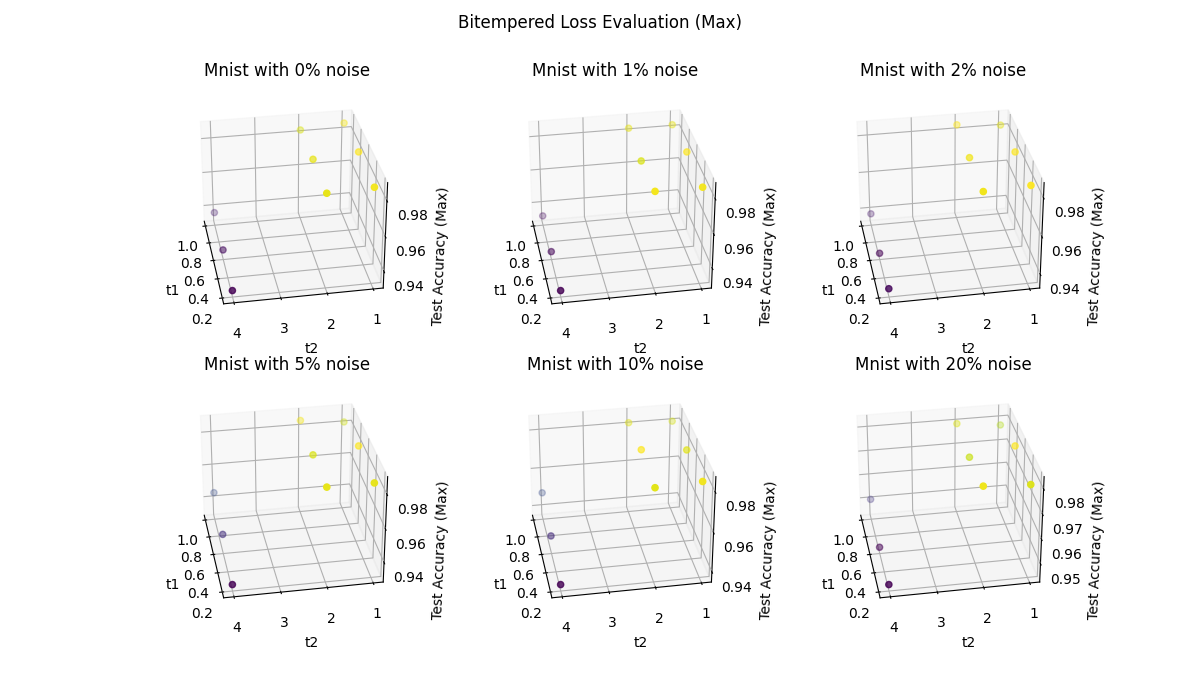 Bitempered Loss Evaluation (Max)
Mnist with 0% noise
1.0
0.8
0.6
0.4
0.2
t1
4
3
2
1
t2
0.98
0.96
0.94
Test Accuracy (Max)
Mnist with 1% noise
1.0
0.8
0.6
0.4
0.2
t1
4
3
2
1
t2
0.98
0.96
0.94
Test Accuracy (Max)
Mnist with 2% noise
1.0
0.8
0.6
0.4
0.2
t1
4
3
2
1
t2
0.98
0.96
0.94
Test Accuracy (Max)
Mnist with 5% noise
1.0
0.8
0.6
0.4
0.2
t1
4
3
2
1
t2
0.98
0.96
0.94
Test Accuracy (Max)
Mnist with 10% noise
1.0
0.8
0.6
0.4
0.2
t1
4
3
2
1
t2
0.98
0.96
0.94
Test Accuracy (Max)
Mnist with 20% noise
1.0
0.8
0.6
0.4
0.2
t1
4
3
2
1
t2
0.98
0.97
0.96
0.95
Test Accuracy (Max)